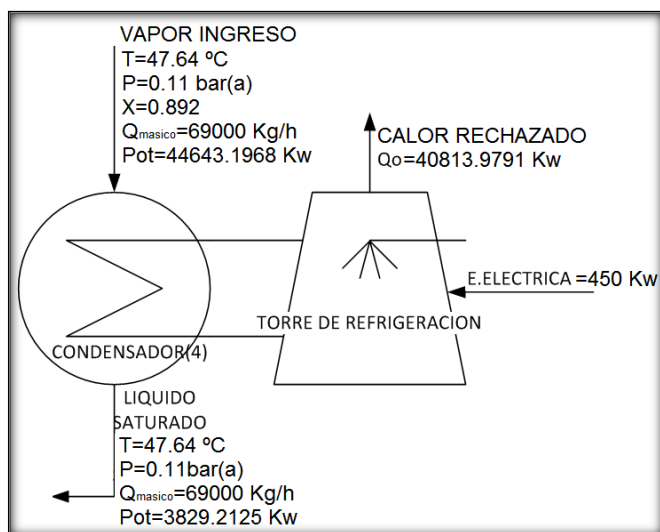 VAPOR INGRESO
T=47.64 ºC
P=0.11 bar(a)
X=0.892
Qmasico=69000 Kg/h
Pot=44643.1968 Kw
CALOR RECHAZADO
Qo=40813.9791 Kw
E.ELECTRICA =450 Kw
TORRE DE REFRIGERACION
CONDENSADOR(4)
LIQUIDO
SATURADO
T=47.64 ºC
P=0.11bar(a)
Qmasico=69000 Kg/h
Pot=3829.2125 Kw